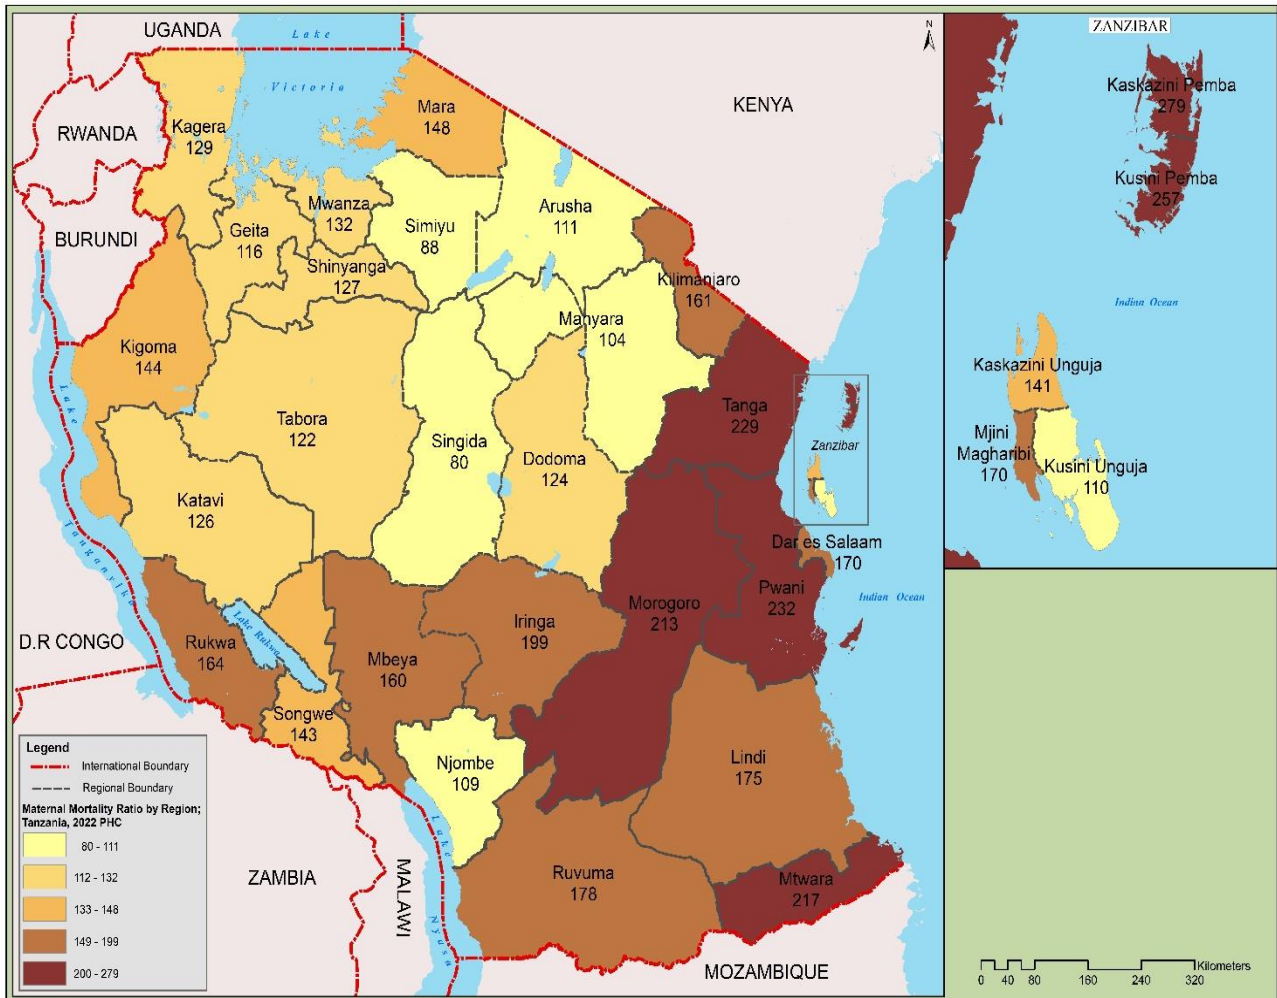 UGANDA
Lake
Victoria
N
KENYA
RWANDA
BURUNDI
Kagera
129
Mara
148
Mwanza
132
Geita
116
Simiyu
88
Arusha
111
Shinyanga
127
Kilimanjaro
161
Manyara
104
Kigoma
144
Lake
Tanganyika
Tabora
122
Singida
80
Dodoma
124
Tanga
229
Zanzibar
Katavi
126
Dar es Salaam
170
Pwani
232
Indian Ocean
Morogoro
213
Iringa
199
D.R CONGO
Rukwa
164
Lake Rukwa
Mbeya
160
Songwe
143
Njombe
109
Lindi
175
Ruvuma
178
Mtwara
217
ZAMBIA
MALAWI
Lake
Nyasa
MOZAMBIQUE
Legend
International Boundary
Regional Boundary
Maternal Mortality Ratio by Region;
Tanzania, 2022 PHC
80 - 111
112 - 132
133 - 148
149 - 199
200 - 279
ZANZIBAR
Kaskazini Pemba
279
Kusini Pemba
257
Indian Ocean
Kaskazini Unguja
141
Mjini
Magharibi
170
Kusini Unguja
110
Kilometers
0 40 80 160 240 320